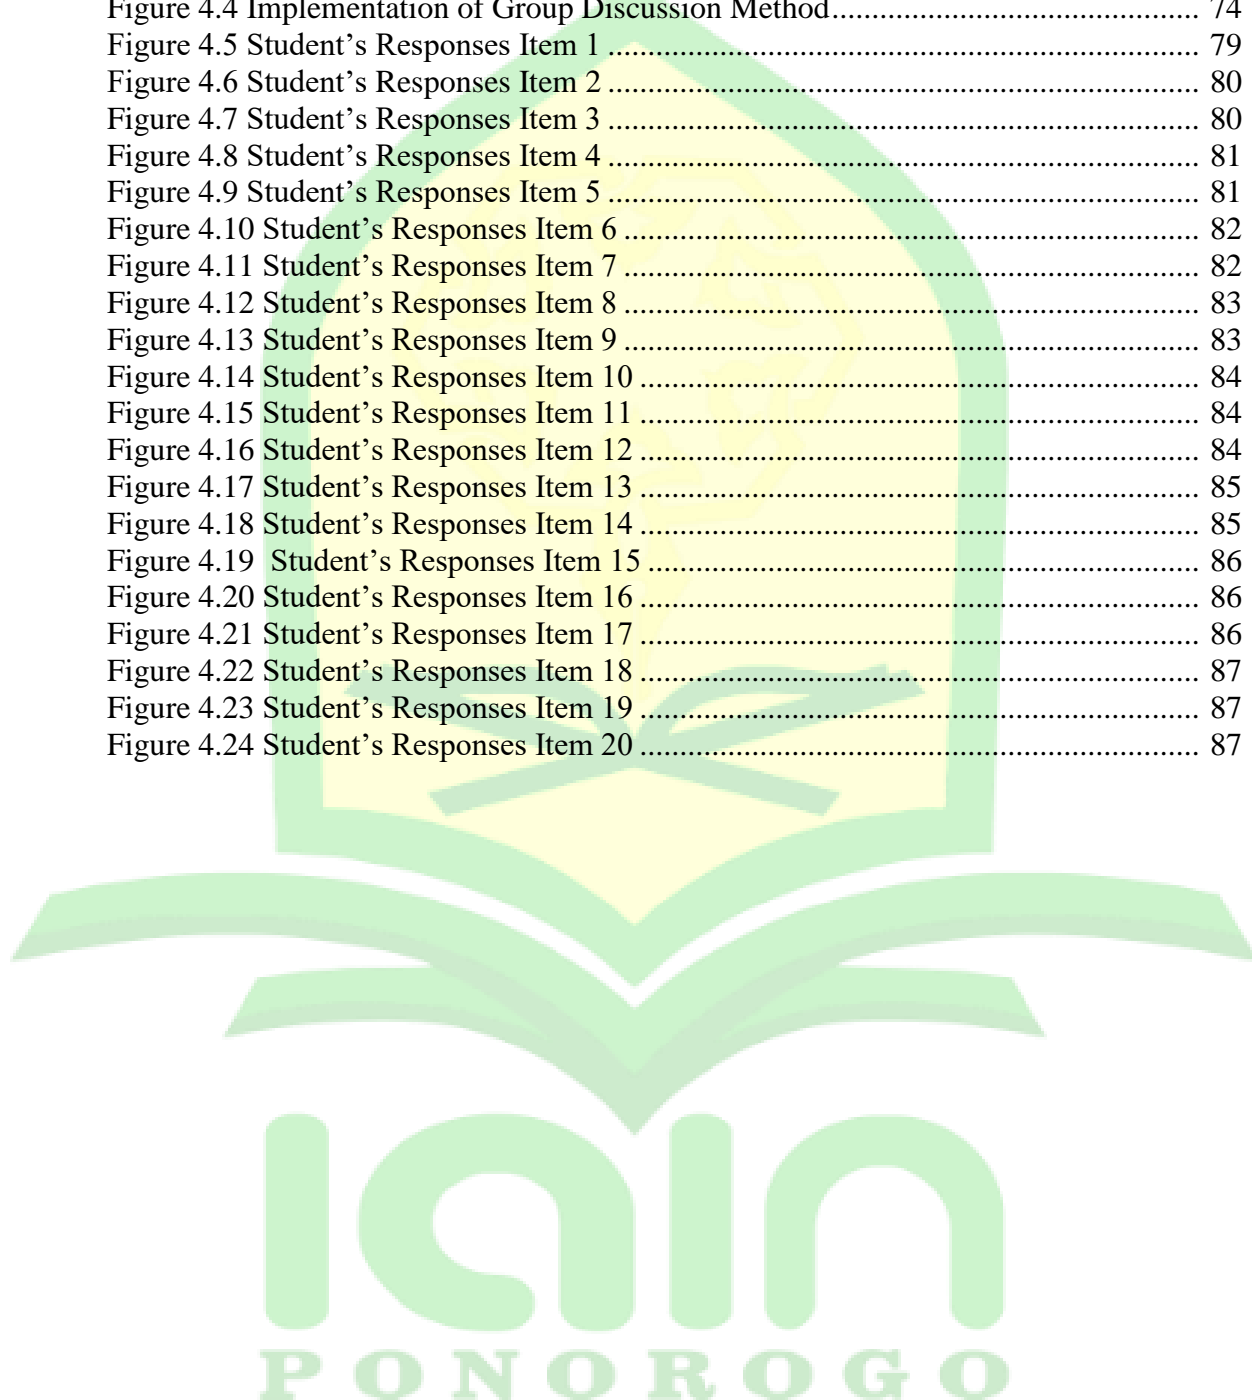 Figure 4.4 Implementation of Group Discussion Method.............................................. 74
Figure 4.5 Student’s Responses Item 1 .......................................................................... 79
Figure 4.6 Student’s Responses Item 2 .......................................................................... 80
Figure 4.7 Student’s Responses Item 3 .......................................................................... 80
Figure 4.8 Student’s Responses Item 4 .......................................................................... 81
Figure 4.9 Student’s Responses Item 5 .......................................................................... 81
Figure 4.10 Student’s Responses Item 6 ........................................................................ 82
Figure 4.11 Student’s Responses Item 7 ........................................................................ 82
Figure 4.12 Student’s Responses Item 8 ........................................................................ 83
Figure 4.13 Student’s Responses Item 9 ........................................................................ 83
Figure 4.14 Student’s Responses Item 10 ...................................................................... 84
Figure 4.15 Student’s Responses Item 11 ...................................................................... 84
Figure 4.16 Student’s Responses Item 12 ...................................................................... 84
Figure 4.17 Student’s Responses Item 13 ...................................................................... 85
Figure 4.18 Student’s Responses Item 14 ...................................................................... 85
Figure 4.19  Student’s Responses Item 15 ..................................................................... 86
Figure 4.20 Student’s Responses Item 16 ...................................................................... 86
Figure 4.21 Student’s Responses Item 17 ...................................................................... 86
Figure 4.22 Student’s Responses Item 18 ...................................................................... 87
Figure 4.23 Student’s Responses Item 19 ...................................................................... 87
Figure 4.24 Student’s Responses Item 20 ...................................................................... 87
iain
PONOROGO